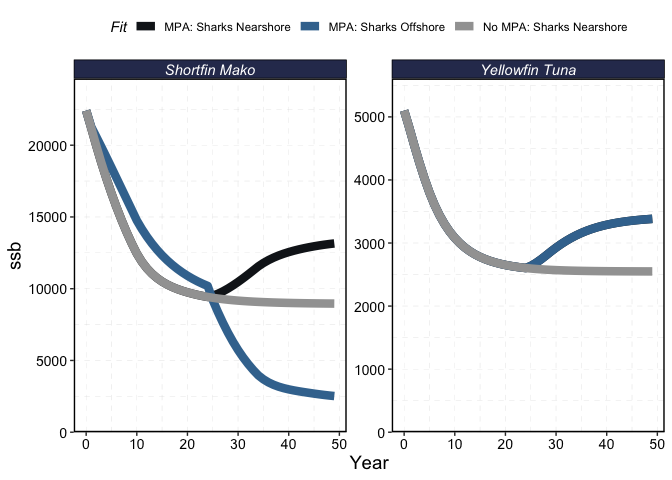 Fit MPA: Sharks Nearshore MPA: Sharks Offshore No MPA: Sharks Nearshore
Shortfin Mako
Yellowfin Tuna
ssb
20000
15000
10000
5000
0
5000
4000
3000
2000
1000
0
0 10 20 30 40 50
0 10 20 30 40 50
Year